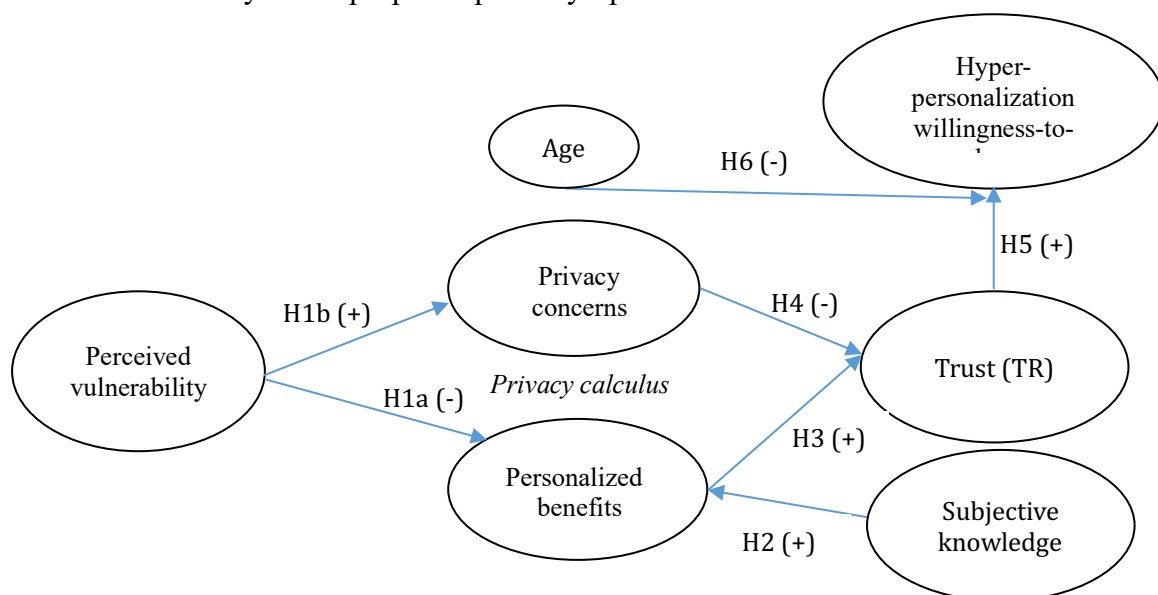 Hyper-
personalization
willingness-to-
Age
H6 (-)
H5 (+)
Privacy
concerns
H1b (+)
H4 (-)
Perceived
vulnerability
Trust (TR)
Privacy calculus
H1a (-)
H3 (+)
Personalized
benefits
Subjective
knowledge
H2 (+)